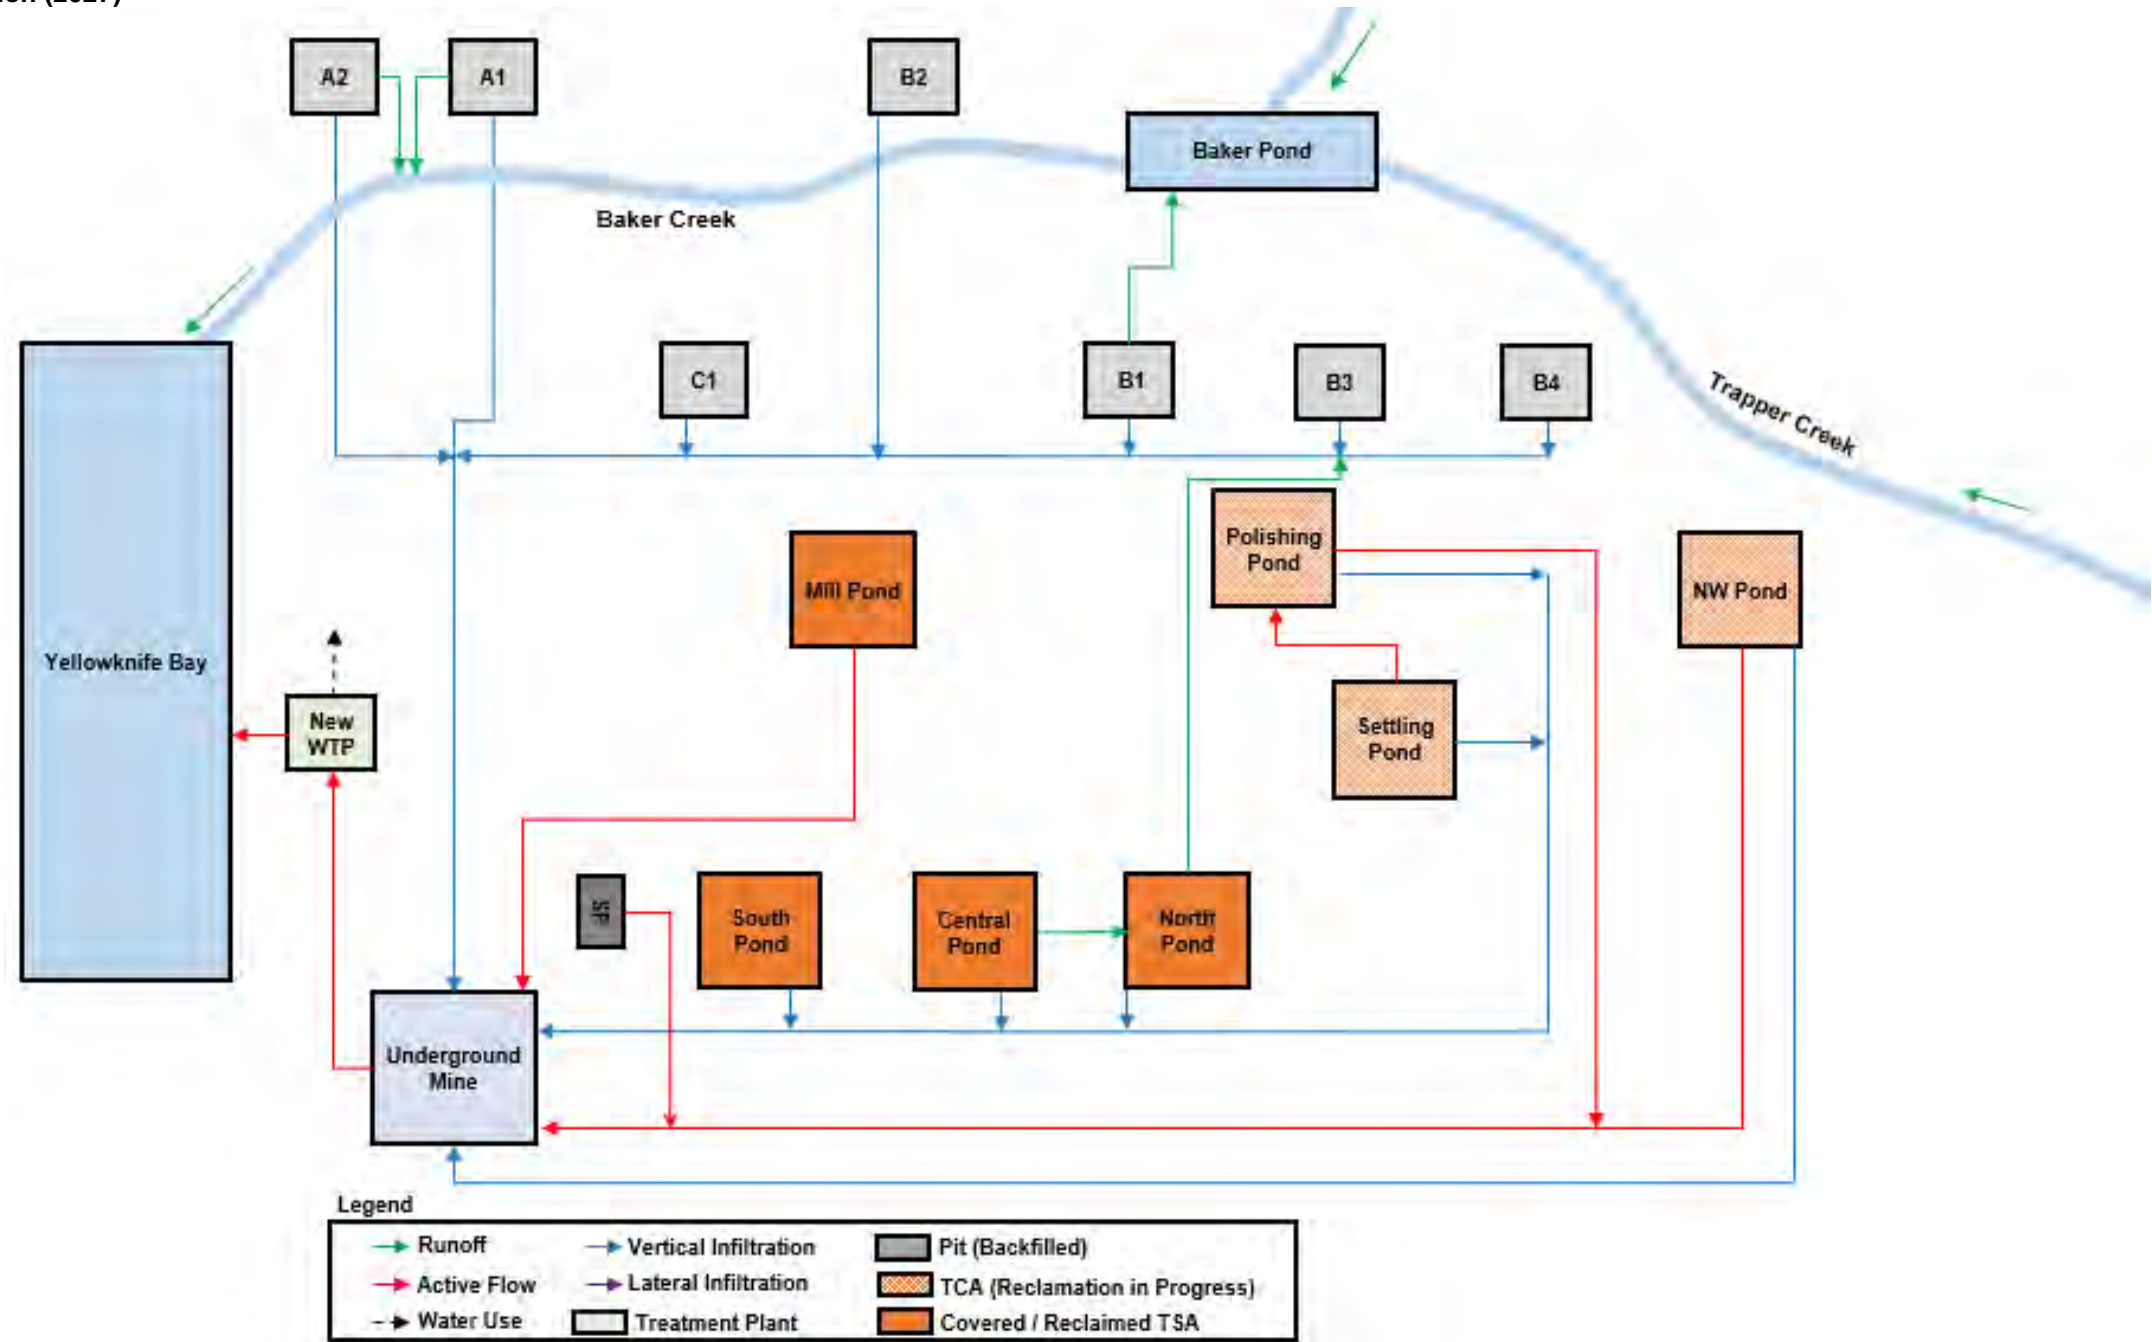 A2
A1
B2
Baker Pond
Baker Creek
C1
B1
B3
B4
Trapper Creek
Polishing
Pond
Mill Pond
NW Pond
Yellowknife Bay
New
WTP
Settling
Pond
South
Pond
Central
Pond
North
Pond
Underground
Mine
Legend
Runoff
Vertical Infiltration
Pit (Backfilled)
Active Flow
Lateral Infiltration
TCA (Reclamation in Progress)
Water Use
Treatment Plant
Covered / Reclaimed TSA